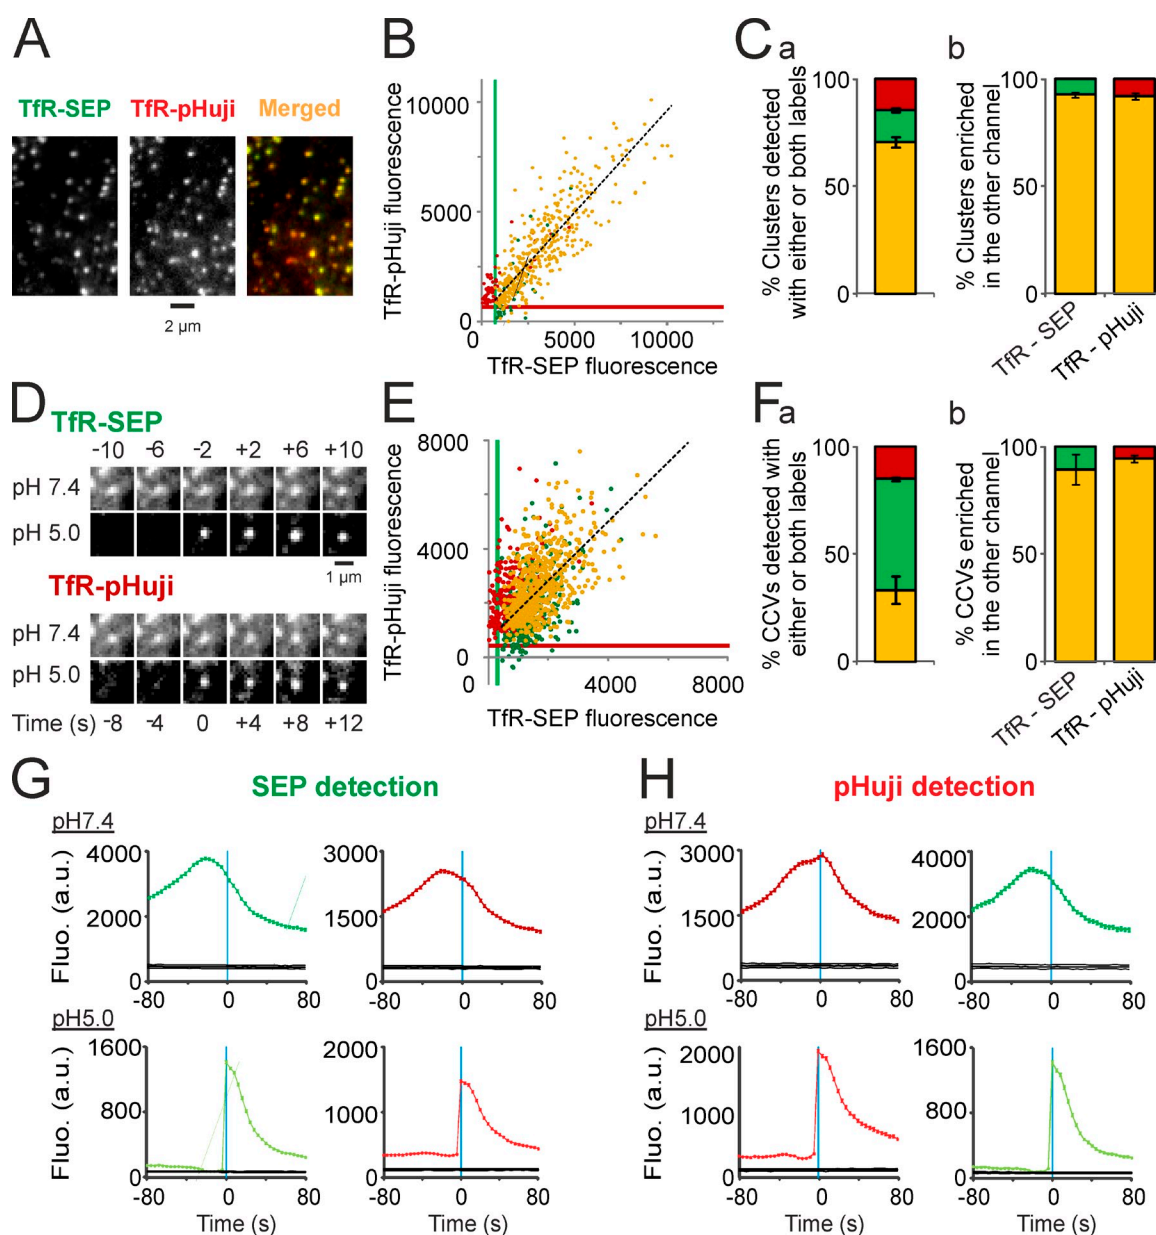 A
TfR-SEP
TfR-pHuji
Merged
2 µm
B
TfR-pHuji fluorescence
10000
5000
0
0
5000
10000
TfR-SEP fluorescence
C
a
% Clusters detected
with either or both labels
100
50
0
b
% Clusters enriched
in the other channel
100
50
0
TfR - SEP
TfR - pHuji
D
TfR-SEP
-10
-6
-2
+2
+6
+10
pH 7.4
pH 5.0
1 µm
TfR-pHuji
pH 7.4
pH 5.0
Time (s)
-8
-4
0
+4
+8
+12
E
TfR-pHuji fluorescence
8000
4000
0
0
4000
8000
TfR-SEP fluorescence
F
a
% CCVs detected with
either or both labels
100
50
0
b
% CCVs enriched
in the other channel
100
50
0
TfR - SEP
TfR - pHuji
G
SEP detection
pH7.4
Fluo. (a.u.)
4000
2000
0
-80
0
80
3000
1500
0
-80
0
80
pH5.0
Fluo. (a.u.)
1600
800
0
-80
0
80
Time (s)
2000
1000
0
-80
0
80
Time (s)
H
pHuji detection
pH7.4
Fluo. (a.u.)
3000
1500
0
-80
0
80
4000
2000
0
-80
0
80
pH5.0
Fluo. (a.u.)
2000
1000
0
-80
0
80
Time (s)
1600
800
0
-80
0
80
Time (s)